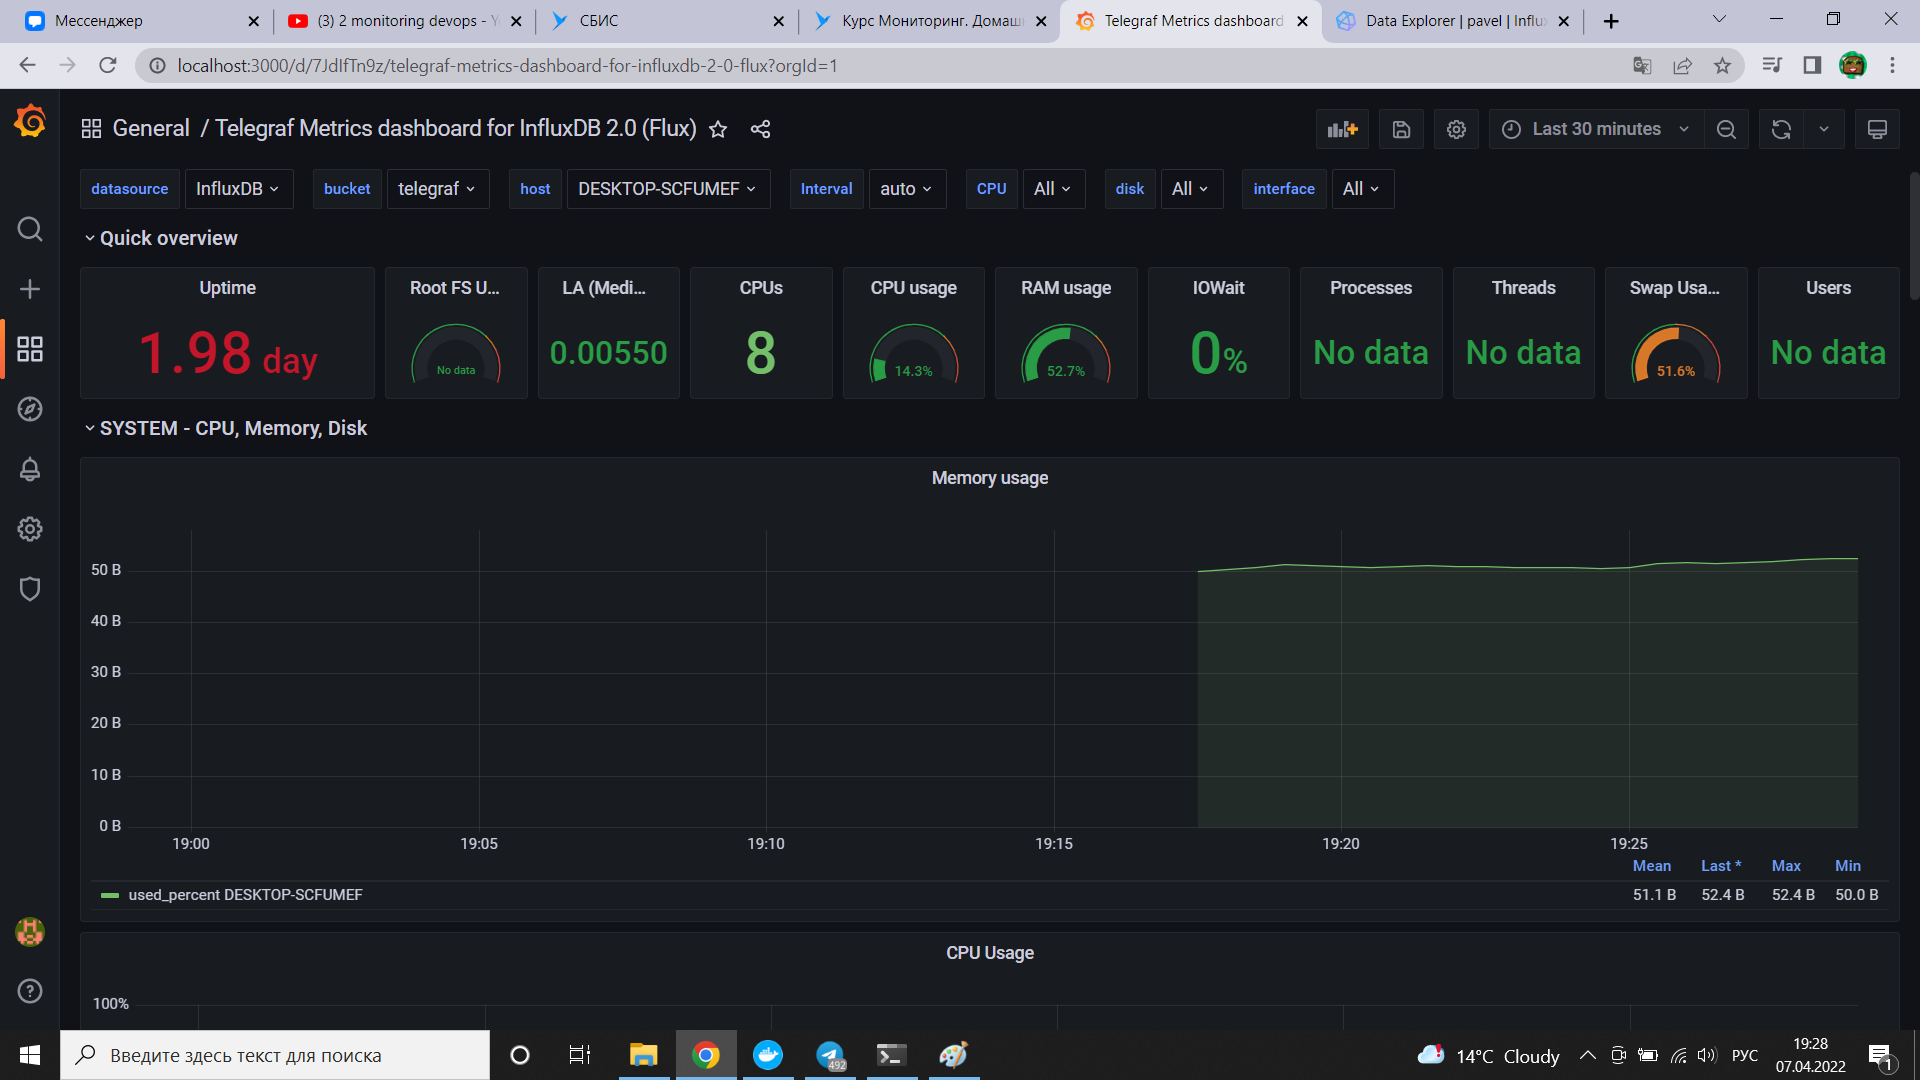 Мессенджер
(3) 2 monitoring devops - Y
СБИС
Курс Мониторинг. Домаш
Telegraf Metrics dashboard
Data Explorer | pavel | Influx
localhost:3000/d/7JdIfTn9z/telegraf-metrics-dashboard-for-influxdb-2-0-flux?orgId=1
General / Telegraf Metrics dashboard for InfluxDB 2.0 (Flux)
Last 30 minutes
datasource InfluxDB bucket telegraf host DESKTOP-SCFUMEF Interval auto CPU All disk All interface All
Quick overview
Uptime
1.98 day
Root FS U...
No data
LA (Medi...
0.00550
CPUs
8
CPU usage
14.3%
RAM usage
52.7%
IOWait
0%
Processes
No data
Threads
No data
Swap Usa...
51.6%
Users
No data
SYSTEM - CPU, Memory, Disk
Memory usage
50 B
40 B
30 B
20 B
10 B
0 B
19:00 19:05 19:10 19:15 19:20 19:25
Mean Last * Max Min
used_percent DESKTOP-SCFUMEF 51.1 B 52.4 B 52.4 B 50.0 B
CPU Usage
100%
Введите здесь текст для поиска
492
14°C Cloudy
РУС
19:28
07.04.2022
1